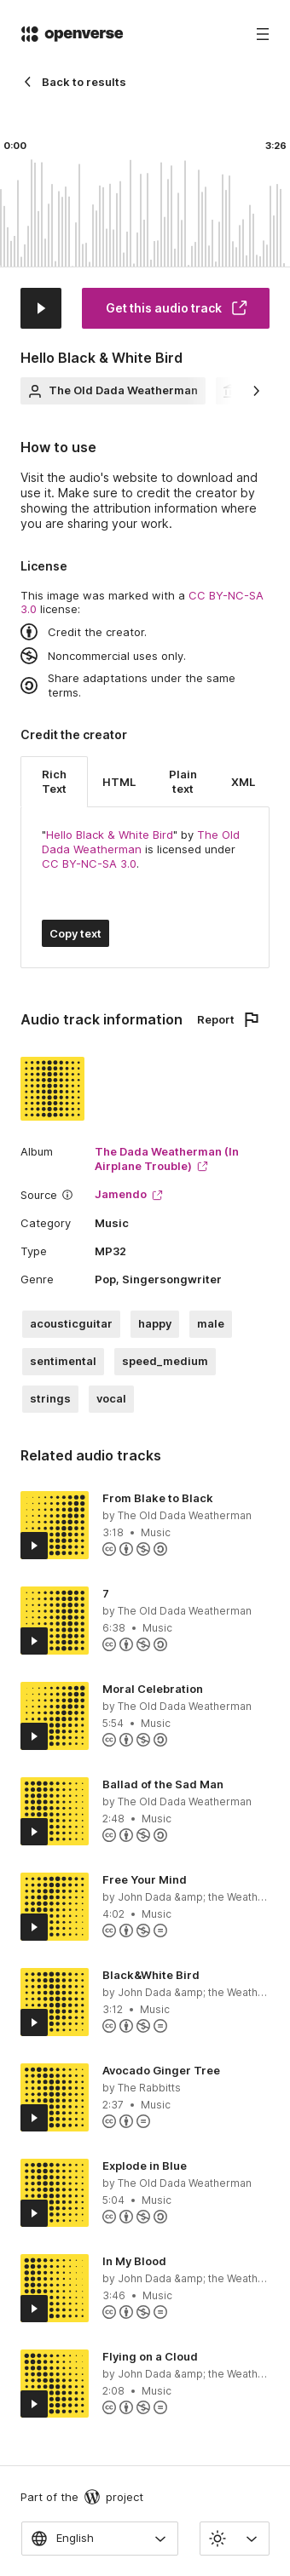 openverse
Back to results
0:00
3:26
Get this audio track
Hello Black & White Bird
The Old Dada Weatherman
How to use
Visit the audio's website to download and
use it. Make sure to credit the creator by
showing the attribution information where
you are sharing your work.
License
This image was marked with a CC BY-NC-SA
3.0 license:
Credit the creator.
Noncommercial uses only.
Share adaptations under the same
terms.
Credit the creator
Rich
Text
HTML
Plain
text
XML
"Hello Black & White Bird" by The Old
Dada Weatherman is licensed under
CC BY-NC-SA 3.0.
Copy text
Audio track information
Report
Album
The Dada Weatherman (In
Airplane Trouble)
Source
Jamendo
Category
Music
Type
MP32
Genre
Pop, Singersongwriter
acousticguitar
happy
male
sentimental
speed_medium
strings
vocal
Related audio tracks
From Blake to Black
by The Old Dada Weatherman
3:18 • Music
7
by The Old Dada Weatherman
6:38 • Music
Moral Celebration
by The Old Dada Weatherman
5:54 • Music
Ballad of the Sad Man
by The Old Dada Weatherman
2:48 • Music
Free Your Mind
by John Dada &amp; the Weath...
4:02 • Music
Black&White Bird
by John Dada &amp; the Weath...
3:12 • Music
Avocado Ginger Tree
by The Rabbitts
2:37 • Music
Explode in Blue
by The Old Dada Weatherman
5:04 • Music
In My Blood
by John Dada &amp; the Weath...
3:46 • Music
Flying on a Cloud
by John Dada &amp; the Weath...
2:08 • Music
Part of the
project
English